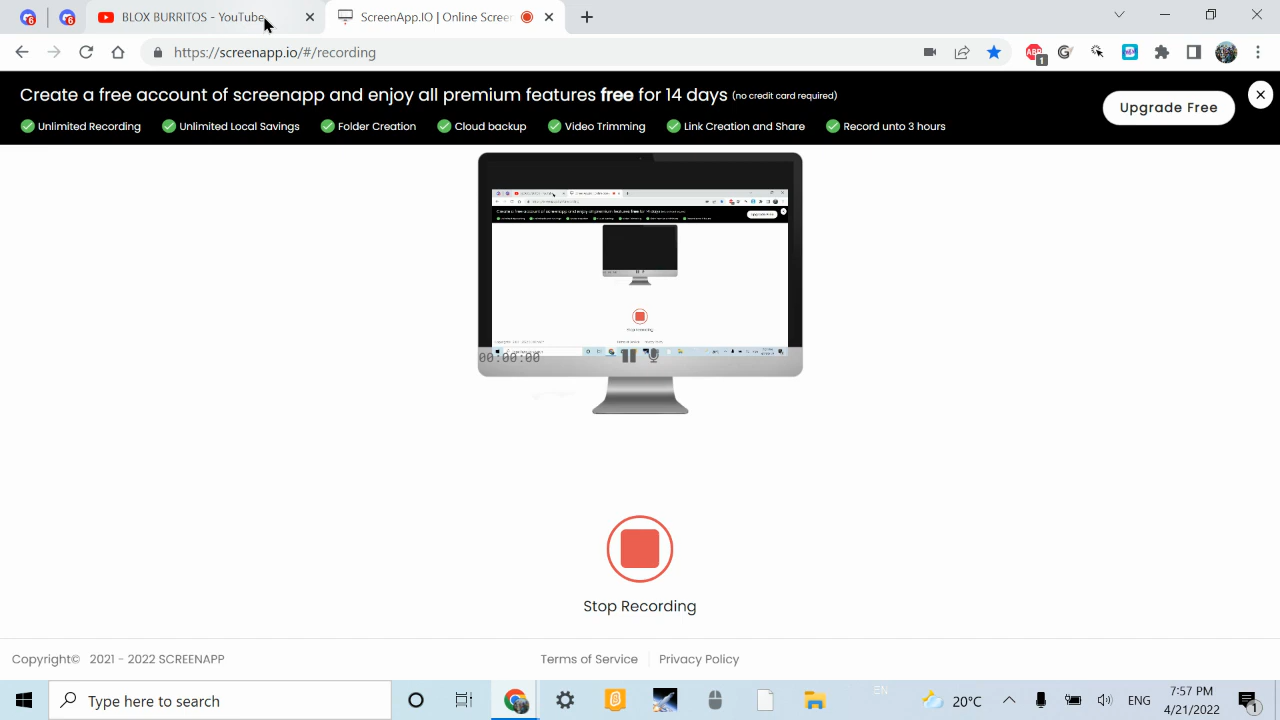 BLOX BURRITOS - YouTube
ScreenApp.IO | Online Screen
https://screenapp.io/#/recording
ABP
1
Create a free account of screenapp and enjoy all premium features free for 14 days (no credit card required)
Upgrade Free
Unlimited Recording
Unlimited Local Savings
Folder Creation
Cloud backup
Video Trimming
Link Creation and Share
Record unto 3 hours
00:00:00
Stop Recording
Copyright© 2021 - 2022 SCREENAPP
Terms of Service
Privacy Policy
Type here to search
EN
20°C
ENG
7:57 PM
4/21/2022
1